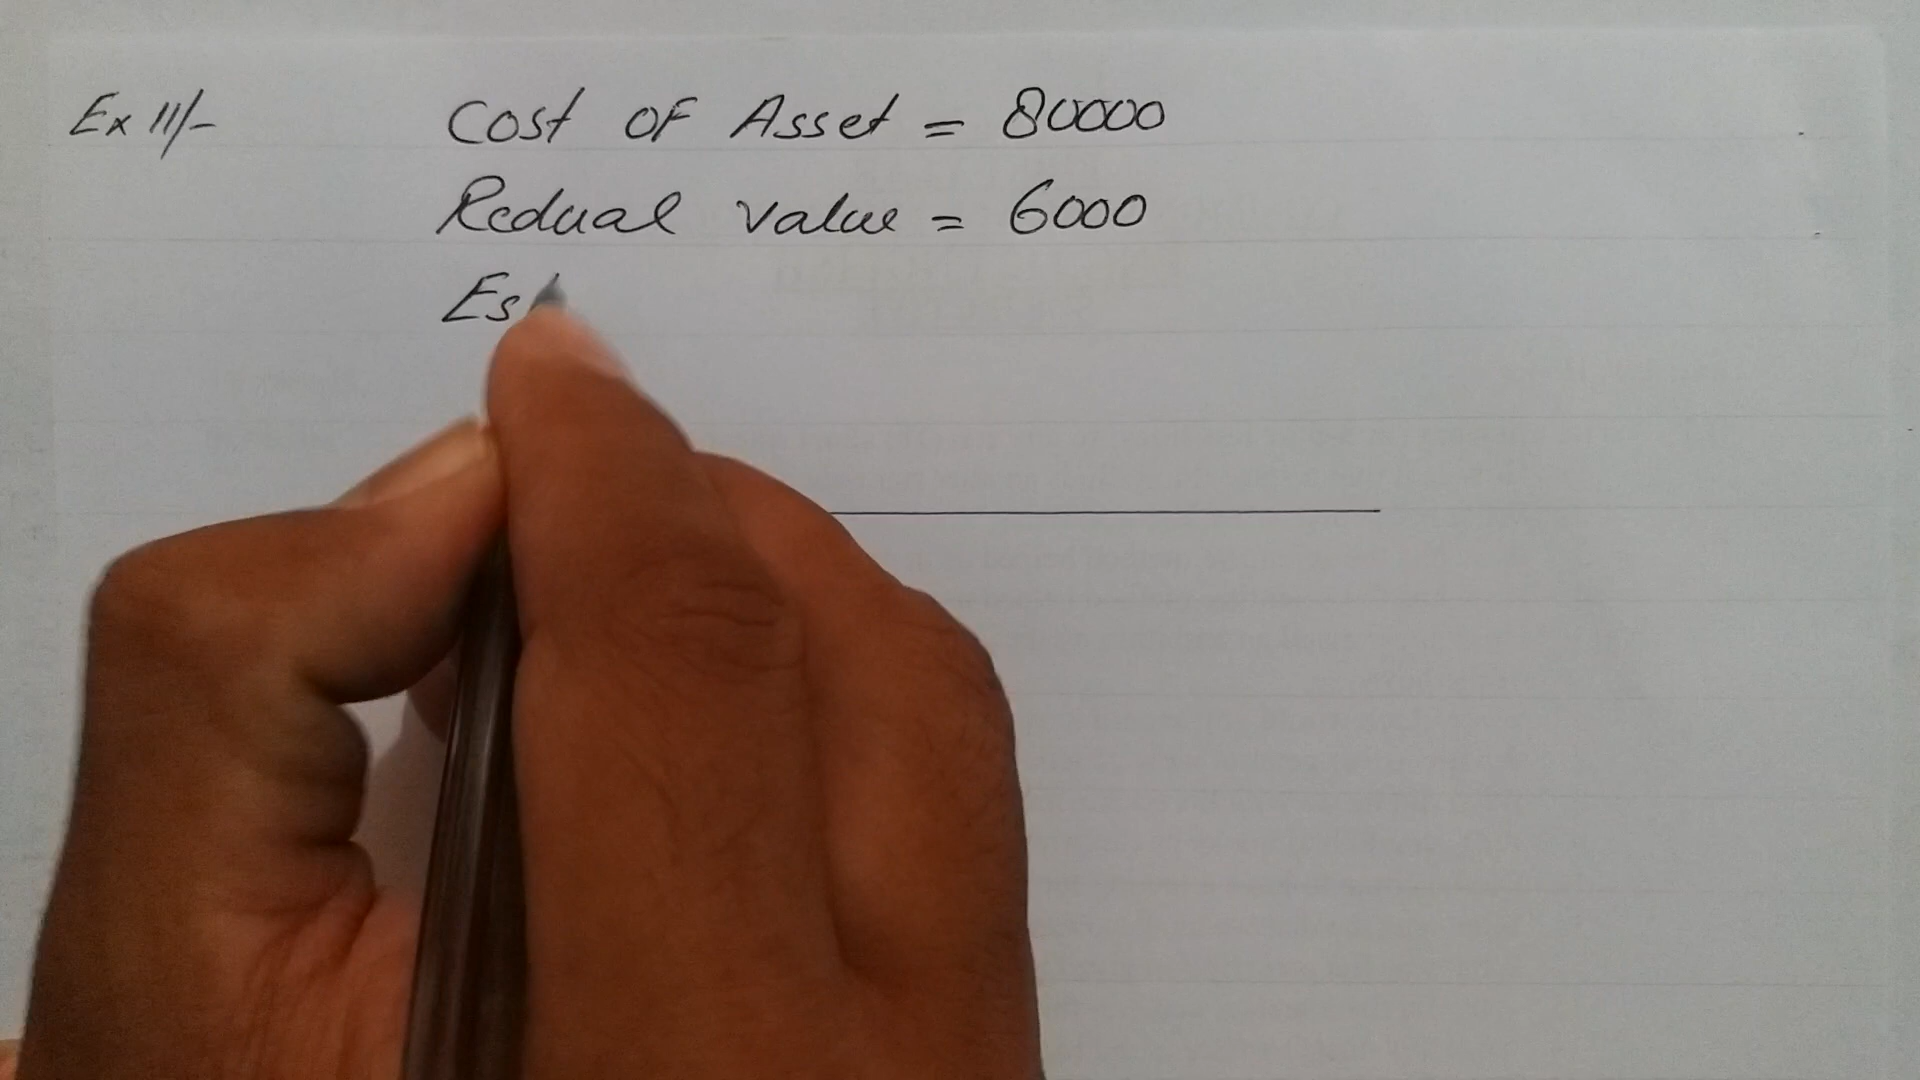 Ex 11/- Cost OF Asset = 80000
Redual value = 6000
Es